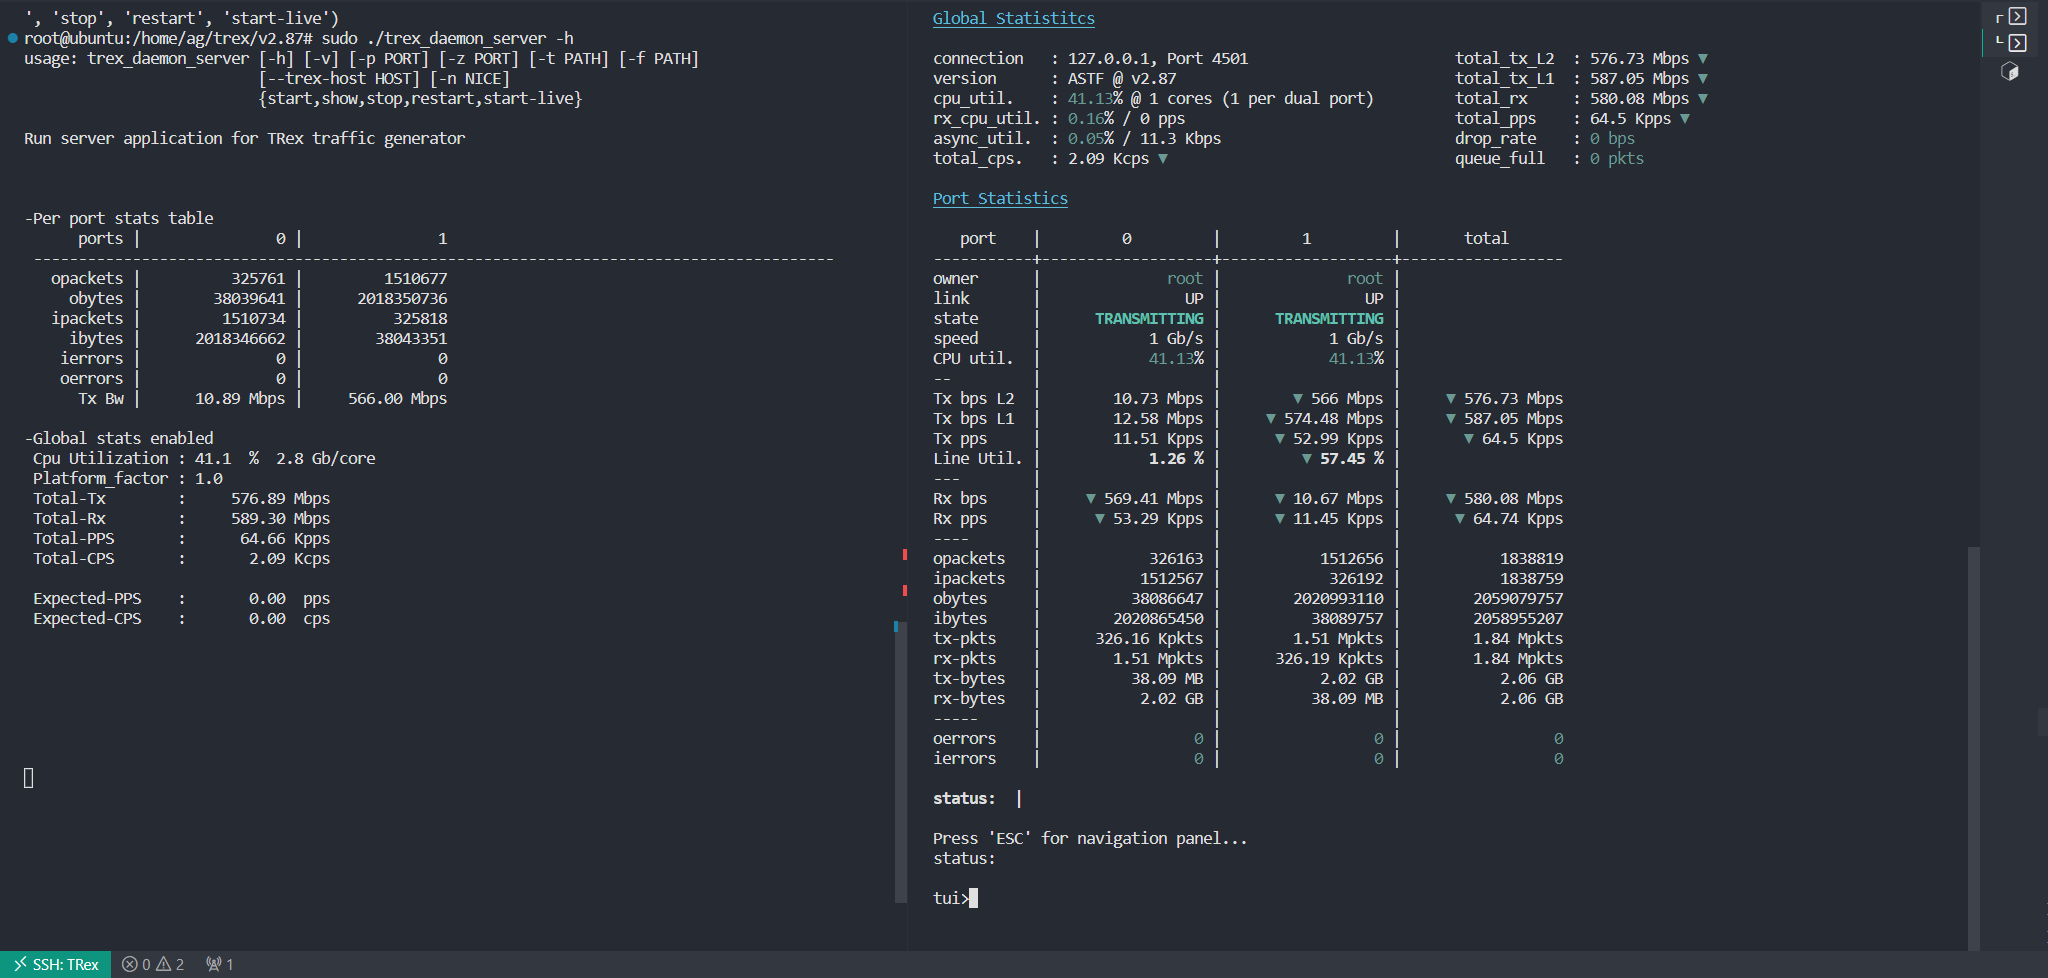 ', 'stop', 'restart', 'start-live')
root@ubuntu:/home/ag/trex/v2.87# sudo ./trex_daemon_server -h
usage: trex_daemon_server [-h] [-v] [-p PORT] [-z PORT] [-t PATH] [-f PATH]
[--trex-host HOST] [-n NICE]
{start,show,stop,restart,start-live}
Run server application for TRex traffic generator
-Per port stats table
ports | 0 | 1
-----------------------------------------------------------------------------------------
opackets | 325761 | 1510677
obytes | 38039641 | 2018350736
ipackets | 1510734 | 325818
ibytes | 2018346662 | 38043351
ierrors | 0 | 0
oerrors | 0 | 0
Tx Bw | 10.89 Mbps | 566.00 Mbps
-Global stats enabled
Cpu Utilization : 41.1 % 2.8 Gb/core
Platform_factor : 1.0
Total-Tx : 576.89 Mbps
Total-Rx : 589.30 Mbps
Total-PPS : 64.66 Kpps
Total-CPS : 2.09 Kcps
Expected-PPS : 0.00 pps
Expected-CPS : 0.00 cps
Global Statistitcs
connection : 127.0.0.1, Port 4501 total_tx_L2 : 576.73 Mbps ▼
version : ASTF @ v2.87 total_tx_L1 : 587.05 Mbps ▼
cpu_util. : 41.13% @ 1 cores (1 per dual port) total_rx : 580.08 Mbps ▼
rx_cpu_util. : 0.16% / 0 pps total_pps : 64.5 Kpps ▼
async_util. : 0.05% / 11.3 Kbps drop_rate : 0 bps
total_cps. : 2.09 Kcps ▼ queue_full : 0 pkts
Port Statistics
port | 0 | 1 | total
-----------+-------------------+-------------------+------------------
owner | root | root |
link | UP | UP |
state | TRANSMITTING | TRANSMITTING |
speed | 1 Gb/s | 1 Gb/s |
CPU util. | 41.13% | 41.13% |
-- | | |
Tx bps L2 | 10.73 Mbps | ▼ 566 Mbps | ▼ 576.73 Mbps
Tx bps L1 | 12.58 Mbps | ▼ 574.48 Mbps | ▼ 587.05 Mbps
Tx pps | 11.51 Kpps | ▼ 52.99 Kpps | ▼ 64.5 Kpps
Line Util. | 1.26 % | ▼ 57.45 % |
--- | | |
Rx bps | ▼ 569.41 Mbps | ▼ 10.67 Mbps | ▼ 580.08 Mbps
Rx pps | ▼ 53.29 Kpps | ▼ 11.45 Kpps | ▼ 64.74 Kpps
---- | | |
opackets | 326163 | 1512656 | 1838819
ipackets | 1512567 | 326192 | 1838759
obytes | 38086647 | 2020993110 | 2059079757
ibytes | 2020865450 | 38089757 | 2058955207
tx-pkts | 326.16 Kpkts | 1.51 Mpkts | 1.84 Mpkts
rx-pkts | 1.51 Mpkts | 326.19 Kpkts | 1.84 Mpkts
tx-bytes | 38.09 MB | 2.02 GB | 2.06 GB
rx-bytes | 2.02 GB | 38.09 MB | 2.06 GB
----- | | |
oerrors | 0 | 0 | 0
ierrors | 0 | 0 | 0
status: |
Press 'ESC' for navigation panel...
status:
tui>
SSH: TRex 0 2 1